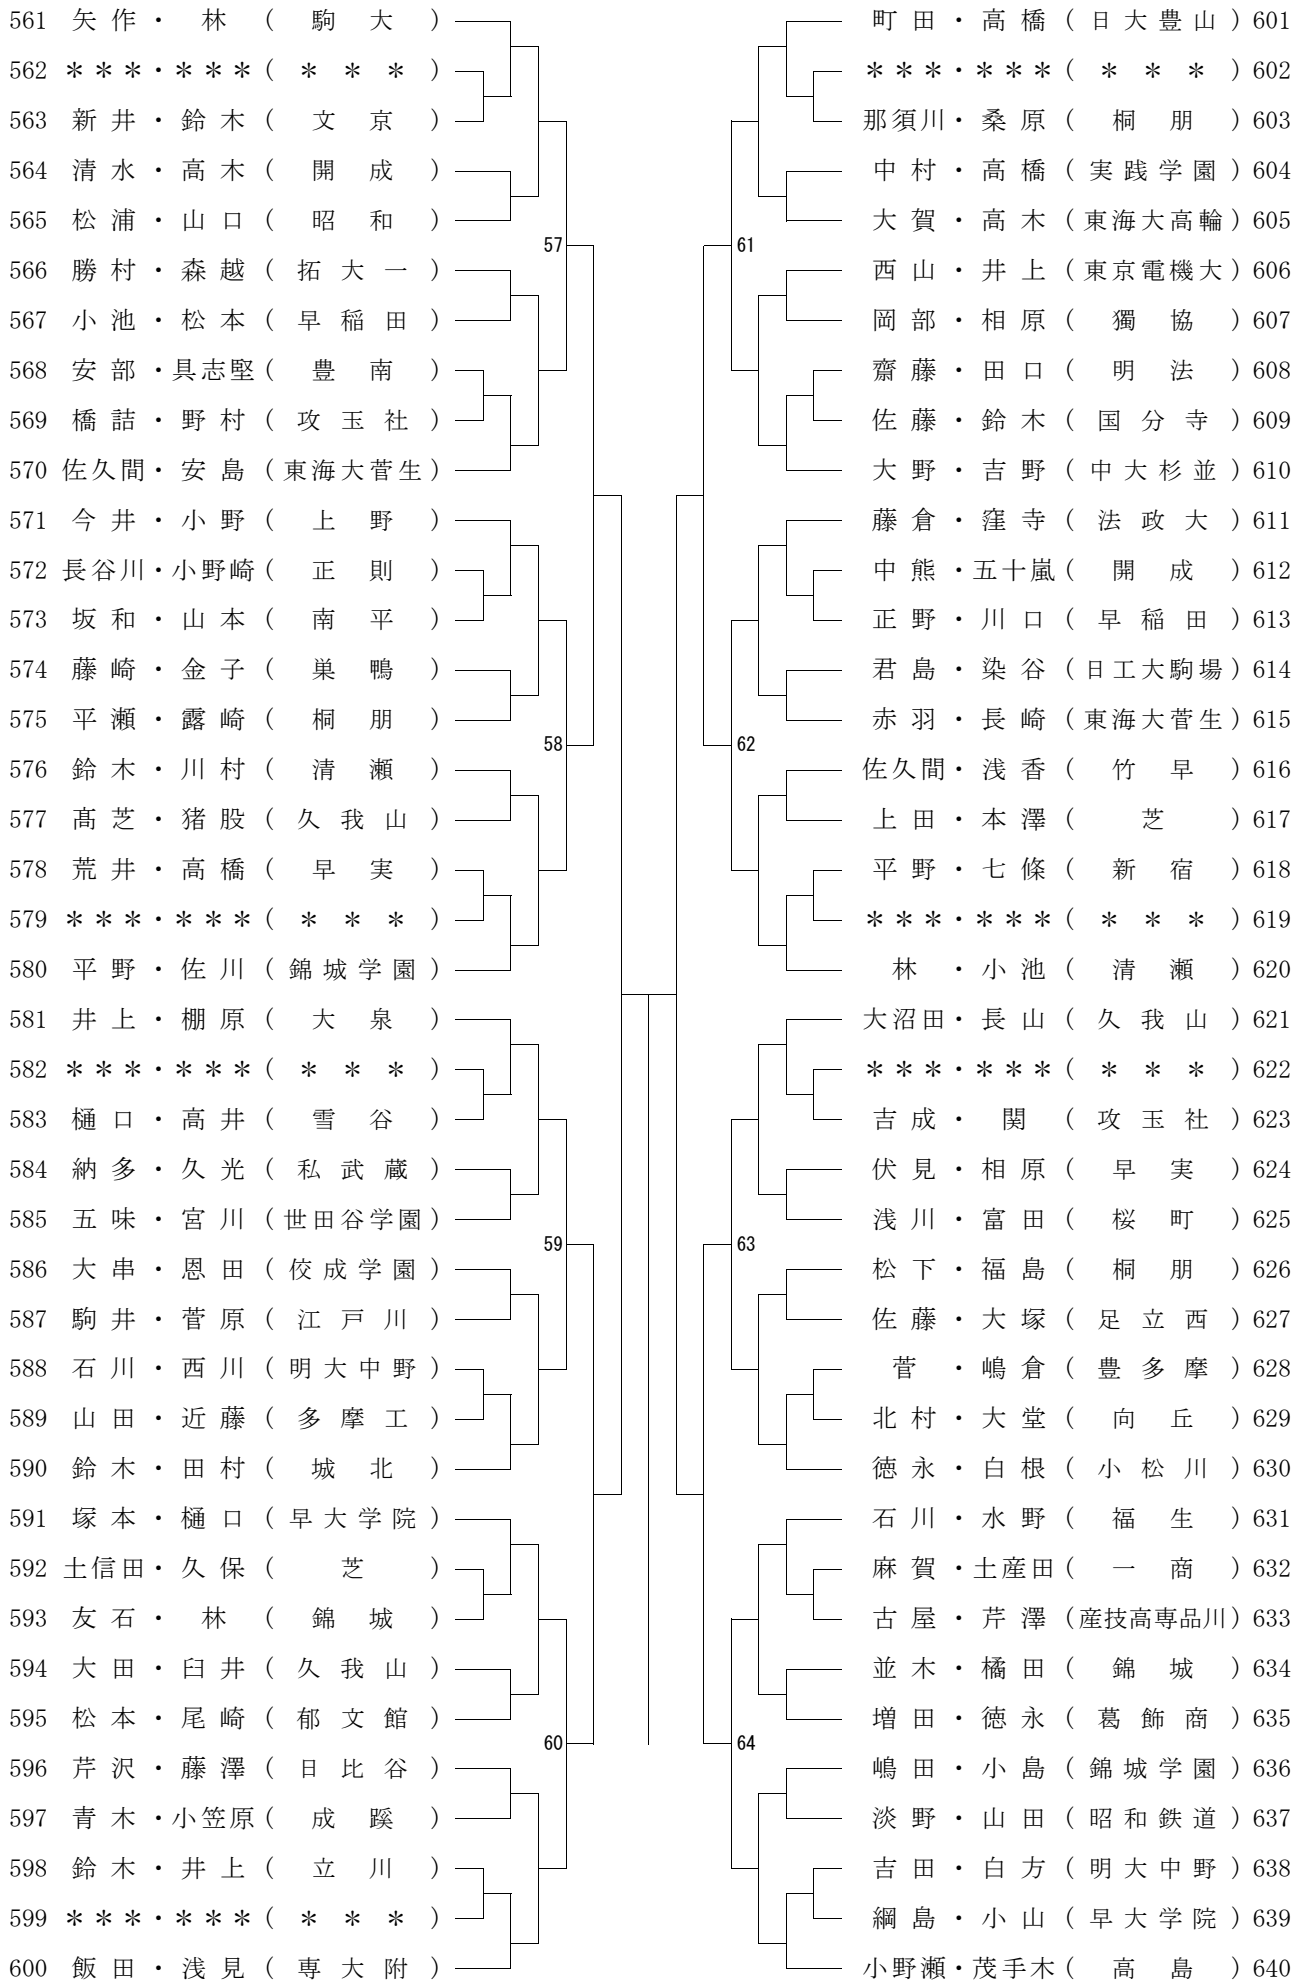 561 矢作・林 (駒大)
562 ***・*** (***)
563 新井・鈴木 (文京)
564 清水・高木 (開成)
565 松浦・山口 (昭和)
57
566 勝村・森越 (拓大一)
567 小池・松本 (早稲田)
568 安部・具志堅 (豊南)
569 橋詰・野村 (攻玉社)
570 佐久間・安島 (東海大菅生)
571 今井・小野 (上野)
572 長谷川・小野崎 (正則)
573 坂和・山本 (南平)
574 藤崎・金子 (巣鴨)
575 平瀬・露崎 (桐朋)
58
576 鈴木・川村 (清瀬)
577 髙芝・猪股 (久我山)
578 荒井・高橋 (早実)
579 ***・*** (***)
580 平野・佐川 (錦城学園)
581 井上・棚原 (大泉)
582 ***・*** (***)
583 樋口・高井 (雪谷)
584 納多・久光 (私武蔵)
585 五味・宮川 (世田谷学園)
59
586 大串・恩田 (佼成学園)
587 駒井・菅原 (江戸川)
588 石川・西川 (明大中野)
589 山田・近藤 (多摩工)
590 鈴木・田村 (城北)
591 塚本・樋口 (早大学院)
592 土信田・久保 (芝)
593 友石・林 (錦城)
594 大田・臼井 (久我山)
595 松本・尾崎 (郁文館)
60
596 芹沢・藤澤 (日比谷)
597 青木・小笠原 (成蹊)
598 鈴木・井上 (立川)
599 ***・*** (***)
600 飯田・浅見 (専大附)
町田・高橋 (日大豊山) 601
***・*** (***) 602
那須川・桑原 (桐朋) 603
中村・高橋 (実践学園) 604
大賀・高木 (東海大高輪) 605
61
西山・井上 (東京電機大) 606
岡部・相原 (獨協) 607
齋藤・田口 (明法) 608
佐藤・鈴木 (国分寺) 609
大野・吉野 (中大杉並) 610
藤倉・窪寺 (法政大) 611
中熊・五十嵐 (開成) 612
正野・川口 (早稲田) 613
君島・染谷 (日工大駒場) 614
赤羽・長崎 (東海大菅生) 615
62
佐久間・浅香 (竹早) 616
上田・本澤 (芝) 617
平野・七條 (新宿) 618
***・*** (***) 619
林・小池 (清瀬) 620
大沼田・長山 (久我山) 621
***・*** (***) 622
吉成・関 (攻玉社) 623
伏見・相原 (早実) 624
浅川・富田 (桜町) 625
63
松下・福島 (桐朋) 626
佐藤・大塚 (足立西) 627
菅・嶋倉 (豊多摩) 628
北村・大堂 (向丘) 629
徳永・白根 (小松川) 630
石川・水野 (福生) 631
麻賀・土産田 (一商) 632
古屋・芹澤 (産技高専品川) 633
並木・橘田 (錦城) 634
増田・徳永 (葛飾商) 635
64
嶋田・小島 (錦城学園) 636
淡野・山田 (昭和鉄道) 637
吉田・白方 (明大中野) 638
綱島・小山 (早大学院) 639
小野瀬・茂手木 (高島) 640